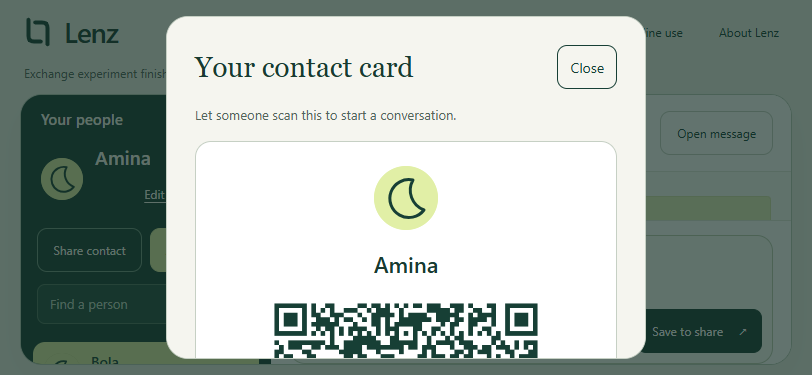 Lenz
ine use
About Lenz
Exchange experiment finish
Your people
Amina
Edit
Share contact
Find a person
Bola
Open message
Save to share ↗
Your contact card
Close
Let someone scan this to start a conversation.
Amina